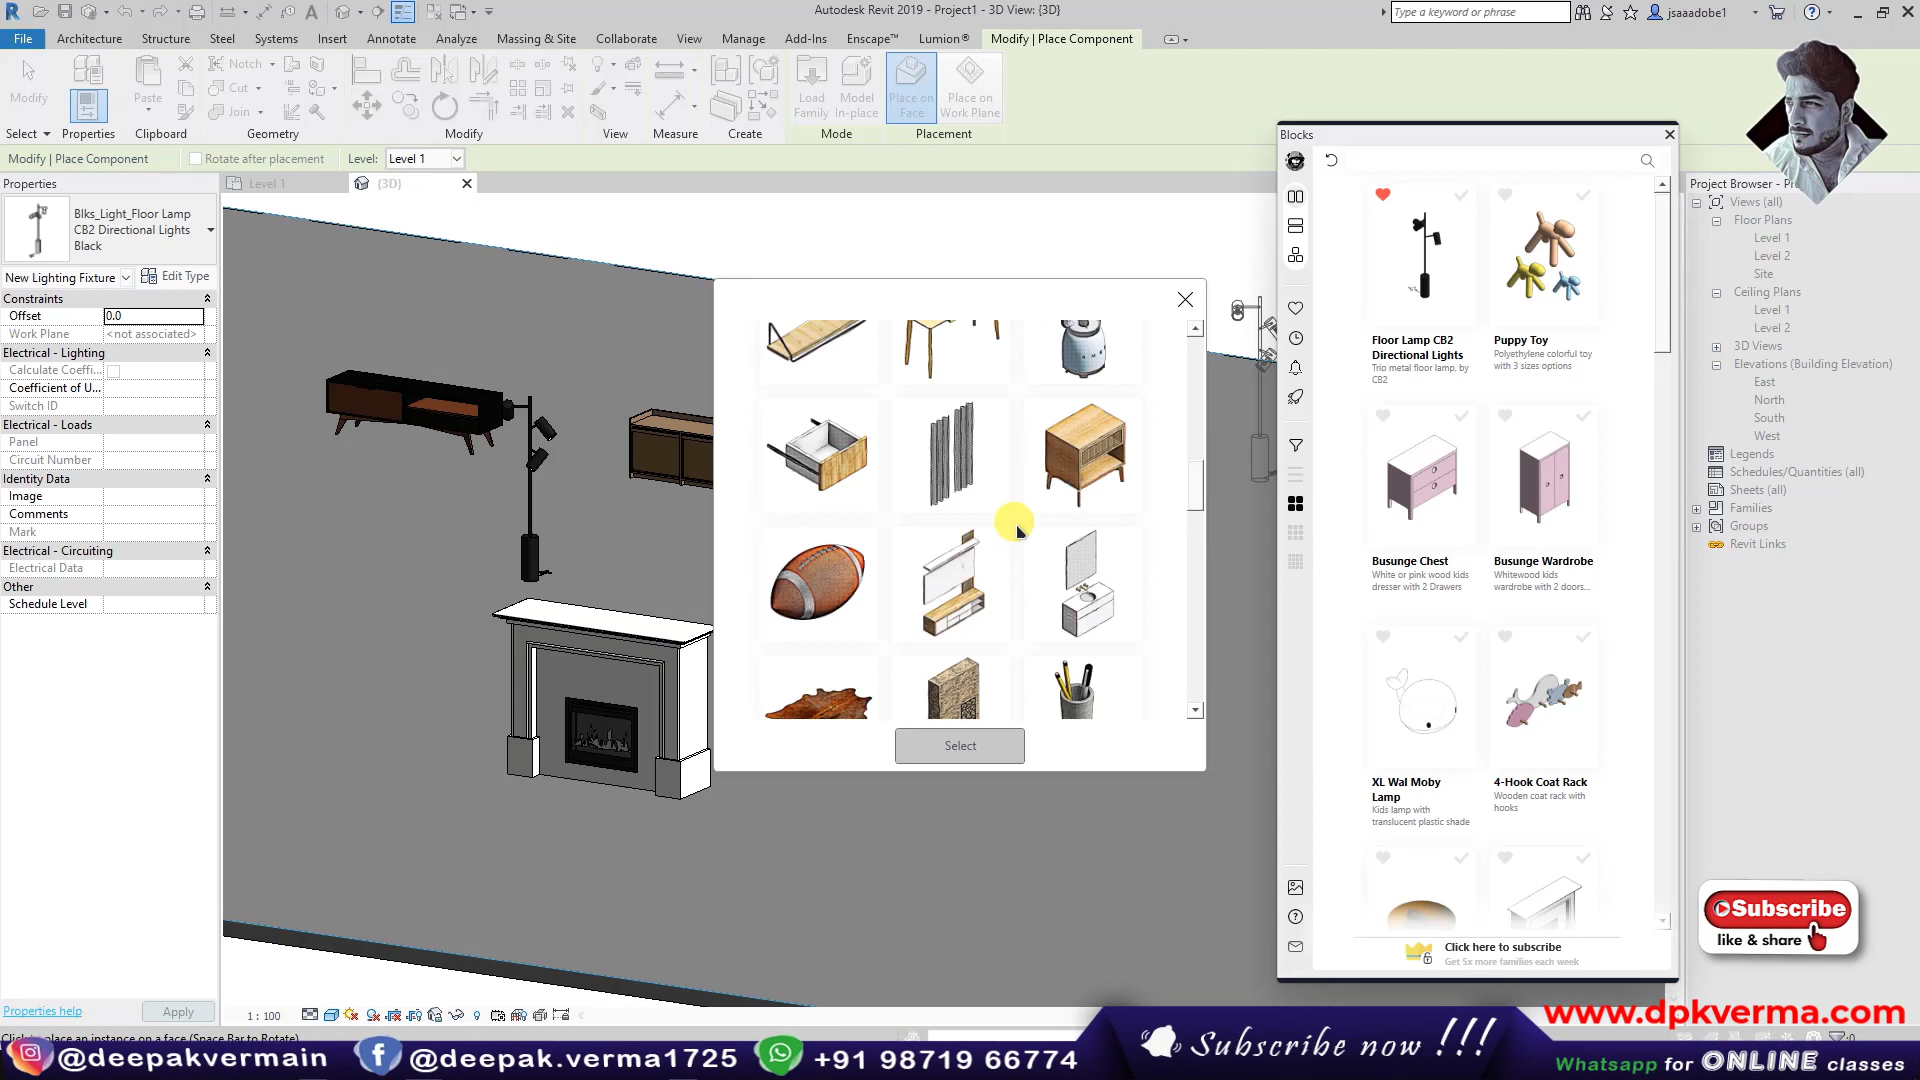 Autodesk Revit 2019 - Project1 - 3D View: {3D}
Type a keyword or phrase
jsaaadobe1
File Architecture Structure Steel Systems Insert Annotate Analyze Massing & Site Collaborate View Manage Add-Ins Enscape™ Lumion® Modify | Place Component
Modify
Paste
Notch
Cut
Join
Load Family
Model In-place
Place on Face
Place on Work Plane
Select Properties Clipboard Geometry Modify View Measure Create Mode Placement
Modify | Place Component
Rotate after placement
Level: Level 1
Properties
Level 1
{3D}
Blks_Light_Floor Lamp
CB2 Directional Lights
Black
New Lighting Fixture
Edit Type
Constraints
Offset 0.0
Work Plane <not associated>
Electrical - Lighting
Calculate Coeffi...
Coefficient of U...
Switch ID
Electrical - Loads
Panel
Circuit Number
Identity Data
Image
Comments
Mark
Electrical - Circuiting
Electrical Data
Other
Schedule Level
Properties help
Apply
Select
1 : 100
Blocks
Floor Lamp CB2
Directional Lights
Trio metal floor lamp, by
CB2
Puppy Toy
Polyethylene colorful toy
with 3 sizes options
Busunge Chest
White or pink wood kids
dresser with 2 Drawers
Busunge Wardrobe
Whitewood kids
wardrobe with 2 doors...
XL Wal Moby
Lamp
Kids lamp with
translucent plastic shade
4-Hook Coat Rack
Wooden coat rack with
hooks
Click here to subscribe
Get 5x more families each week
Project Browser - Pr
Views (all)
Floor Plans
Level 1
Level 2
Site
Ceiling Plans
Level 1
Level 2
3D Views
Elevations (Building Elevation)
East
North
South
West
Legends
Schedules/Quantities (all)
Sheets (all)
Families
Groups
Revit Links
Subscribe
like & share
www.dpkverma.com
:0
@deepakvermain
@deepak.verma1725
+91 98719 66774
Subscribe now !!!
Whatsapp for ONLINE classes